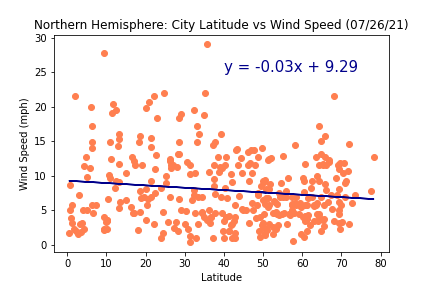 Northern Hemisphere: City Latitude vs Wind Speed (07/26/21)
30
25
20
15
10
5
0
Wind Speed (mph)
y = -0.03x + 9.29
0 10 20 30 40 50 60 70 80
Latitude